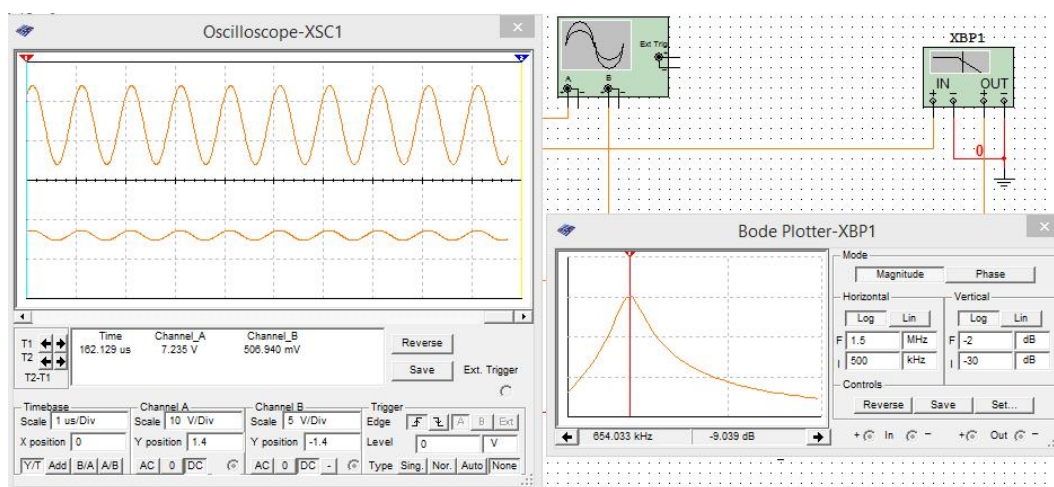 Oscilloscope-XSC1
Time Channel_A Channel_B
T1 162.129 us 7.235 V 506.940 mV
T2
T2-T1
Reverse
Save
Ext. Trigger
Timebase
Scale 1 us/Div
X position 0
Y/T Add B/A A/B
Channel A
Scale 10 V/Div
Y position 1.4
AC 0 DC
Channel B
Scale 5 V/Div
Y position -1.4
AC 0 DC -
Trigger
Edge A B Ext
Level 0 V
Type Sing. Nor. Auto None
Ext Trig
A B
XBP1
IN OUT
+ - + -
0
Bode Plotter-XBP1
Mode
Magnitude Phase
Horizontal
Log Lin
F 1.5 MHz
I 500 kHz
Vertical
Log Lin
F -2 dB
I -30 dB
Controls
Reverse Save Set...
654.033 kHz -9.039 dB
+ In - + Out -